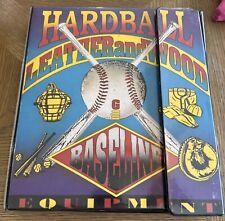 HARDBALL
LEATHER and WOOD
G
BASELINE
EQUIPMENT